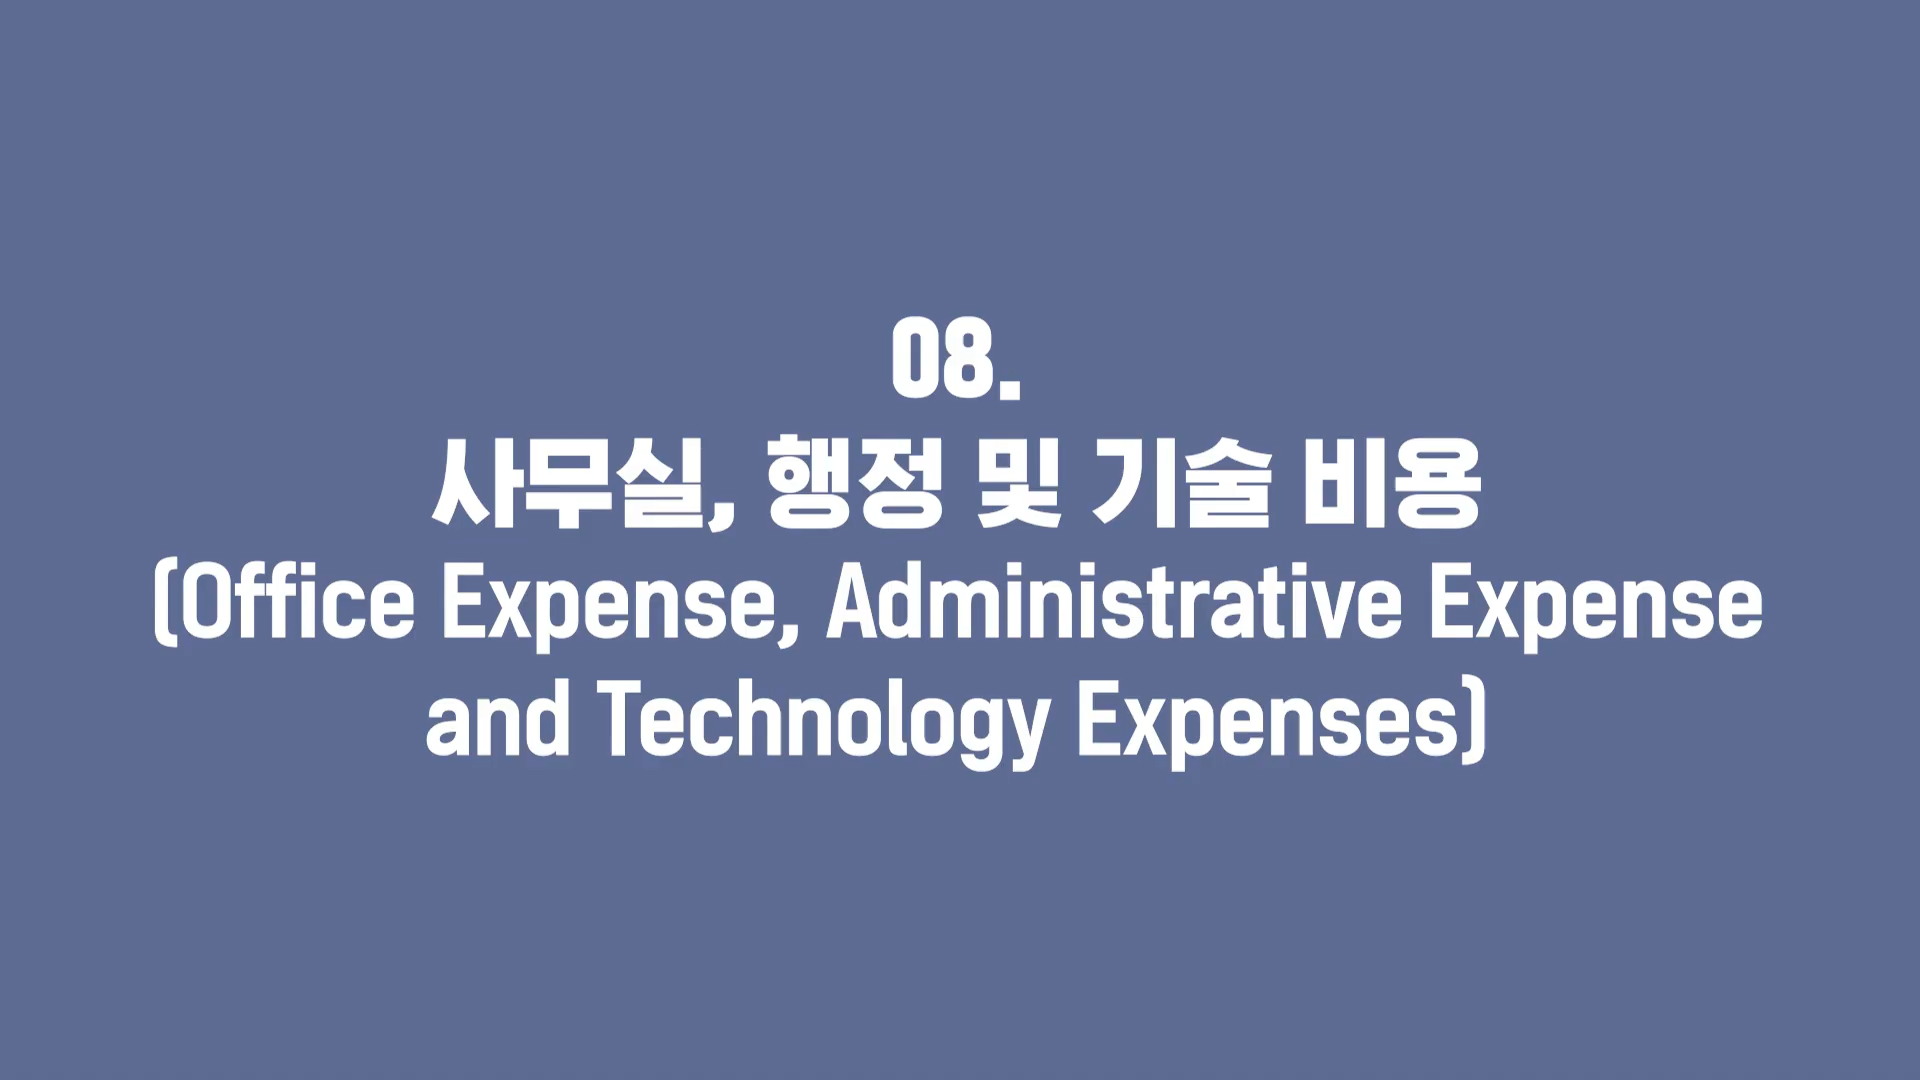 08.
사무실, 행정 및 기술 비용
(Office Expense, Administrative Expense
and Technology Expenses)